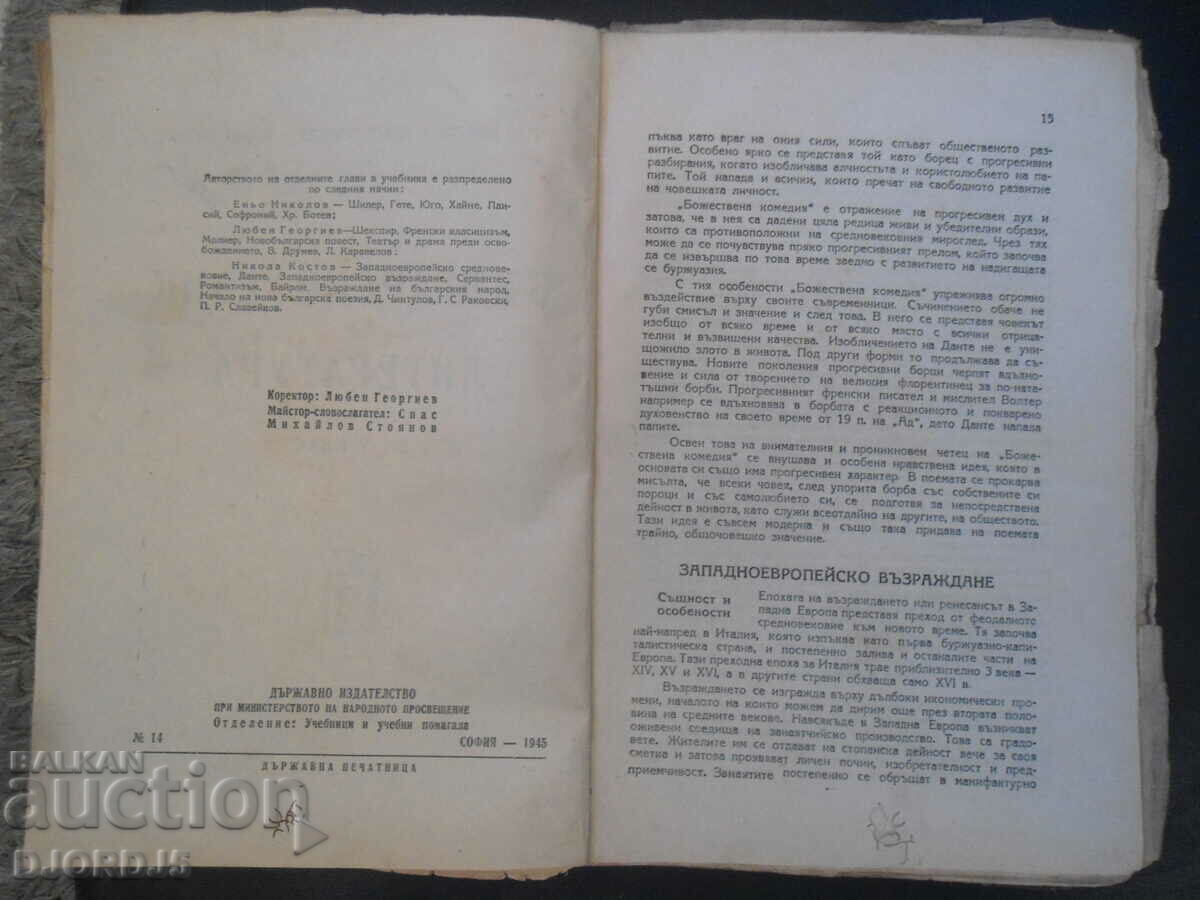 Авторството на отделните глави в учебника е разпределено
по следния начин:
Еньо Николов — Шилер, Гете, Юго, Хайне, Паи-
сий, Софроний, Хр. Ботев;
Любен Георгиев—Шекспир, Френски класицизъм,
Молиер, Новобългарска повест, Театър и драма преди осво-
бождението, В. Друмев, Л. Каравелов;
Никола Костов — Западноевропейско среднове-
ковие, Данте, Западноевропейско възраждане, Сервантес,
Романтизъм, Байрон, Възраждане на българския народ,
Начало на нова българска поезия, Д. Чинтулов, Г. С. Раковски,
П. Р. Славейков.
Коректор: Любен Георгиев
Майстор-словослагател: Спас
Михайлов Стоянов
ДЪРЖАВНО ИЗДАТЕЛСТВО
ПРИ МИНИСТЕРСТВОТО НА НАРОДНОТО ПРОСВЕЩЕНИЕ
Отделение: Учебници и учебни помагала
№ 14 СОФИЯ — 1945
ДЪРЖАВНА ПЕЧАТНИЦА
15
пъква като враг на ония сили, които спъват общественото раз-
витие. Особено ярко се представя той като борец с прогресивни
разбирания, когато изобличава алчността и користолюбието на па-
пите. Той напада и всички, които пречат на свободното развитие
на човешката личност.
„Божествена комедия“ е отражение на прогресивен дух и
затова, че в нея са дадени цяла редица живи и убедителни образи,
които са противоположни на средновековния мироглед. Чрез тях
може да се почувствува пряко прогресивният прелом, който започва
да се извършва по това време заедно с развитието на надигащата
се буржуазия.
С тия особености „Божествена комедия“ упражнява огромно
въздействие върху своите съвременници. Съчинението обаче не
губи смисъл и значение и след това. В него се представя човекът
изобщо от всяко време и от всяко място с всички отрица-
телни и възвишени качества. Изобличението на Данте не е уни-
щожило злото в живота. Под други форми то продължава да съ-
ществува. Новите поколения прогресивни борци черпят вдъхно-
вение и сила от творението на великия флорентинец за по-ната-
тъшни борби. Прогресивният френски писател и мислител Волтер
например се вдъхновява в борбата с реакционното и покварено
духовенство на своето време от 19 п. на „Ад“, дето Данте напада
папите.
Освен това на внимателния и проникновен четец на „Боже-
ствена комедия“ се внушава и особена нравствена идея, която в
основата си също има прогресивен характер. В поемата се прокарва
мисълта, че всеки човек, след упорита борба със собствените си
пороци и със самолюбието си, се подготвя за непосредствена
дейност в живота, като служи всеотдайно на другите, на обществото.
Тази идея е съвсем модерна и също така придава на поемата
трайно, общочовешко значение.
ЗАПАДНОЕВРОПЕЙСКО ВЪЗРАЖДАНЕ
Същност и
особености
Епохата на възраждането или ренесансът в За-
падна Европа представя преход от феодалното
средновековие към новото време. Тя започва
най-напред в Италия, която изпъква като първа буржуазно-капи-
талистическа страна, и постепенно залива и останалите части на
Европа. Тази преходна епоха за Италия трае приблизително 3 века —
XIV, XV и XVI, а в другите страни обхваща само XVI в.
Възраждането се изгражда върху дълбоки икономически про-
мени, началото на които можем да дирим още през втората поло-
вина на средните векове. Навсякъде в Западна Европа възникват
оживени средища на занаятчийско производство. Това са градо-
вете. Жителите им се отдават на стопанска дейност вече за своя
сметка и затова проявяват личен почин, изобретателност и пред-
приемчивост. Занаятите постепенно се обръщат в манифактурно
BALKAN
auction
DJORDJ5